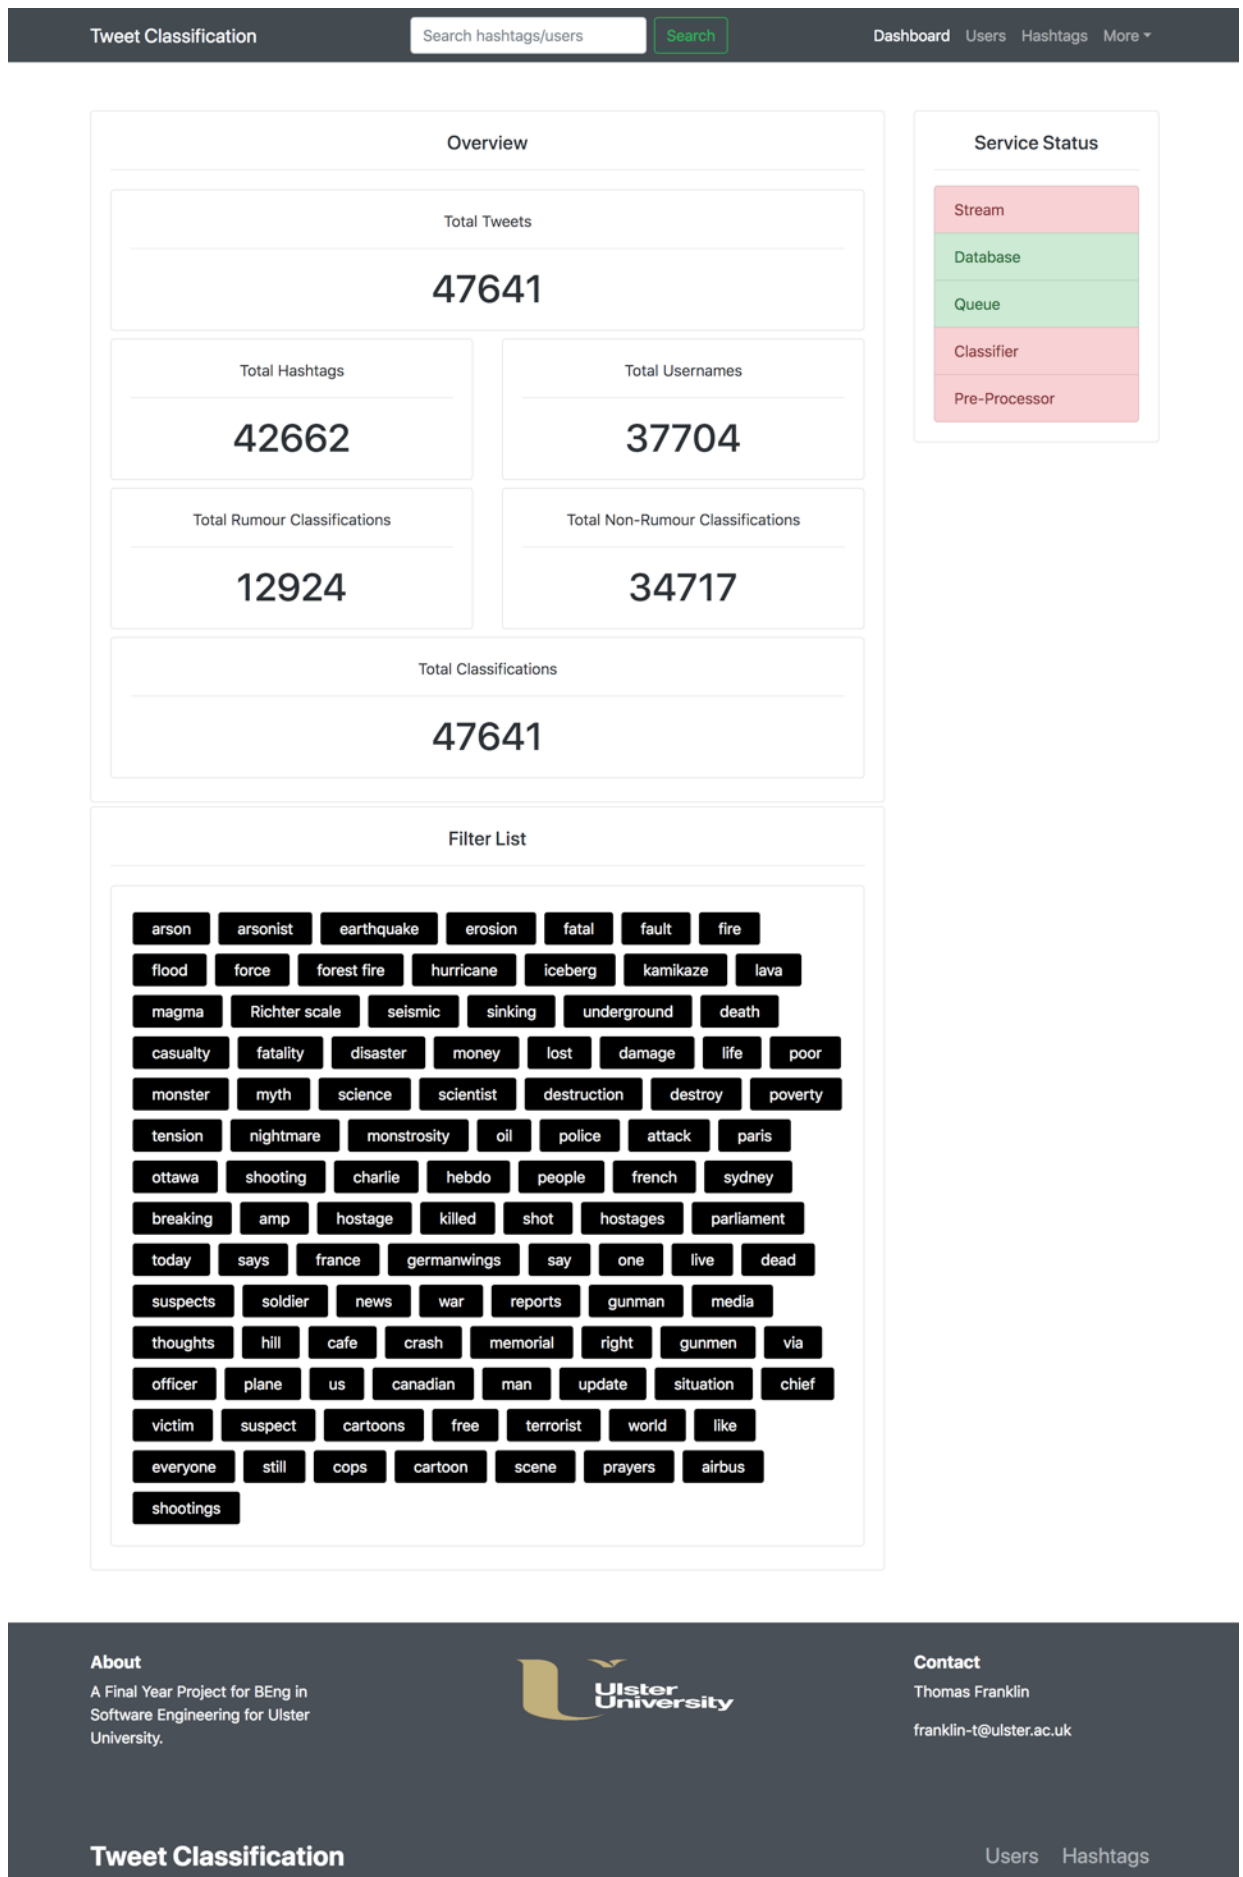 Tweet Classification
Search hashtags/users
Search
Dashboard Users Hashtags More
Overview
Total Tweets
47641
Total Hashtags
42662
Total Usernames
37704
Total Rumour Classifications
12924
Total Non-Rumour Classifications
34717
Total Classifications
47641
Service Status
Stream
Database
Queue
Classifier
Pre-Processor
Filter List
arson arsonist earthquake erosion fatal fault fire
flood force forest fire hurricane iceberg kamikaze lava
magma Richter scale seismic sinking underground death
casualty fatality disaster money lost damage life poor
monster myth science scientist destruction destroy poverty
tension nightmare monstrosity oil police attack paris
ottawa shooting charlie hebdo people french sydney
breaking amp hostage killed shot hostages parliament
today says france germanwings say one live dead
suspects soldier news war reports gunman media
thoughts hill cafe crash memorial right gunmen via
officer plane us canadian man update situation chief
victim suspect cartoons free terrorist world like
everyone still cops cartoon scene prayers airbus
shootings
About
A Final Year Project for BEng in
Software Engineering for Ulster
University.
Ulster
University
Contact
Thomas Franklin
franklin-t@ulster.ac.uk
Tweet Classification
Users Hashtags